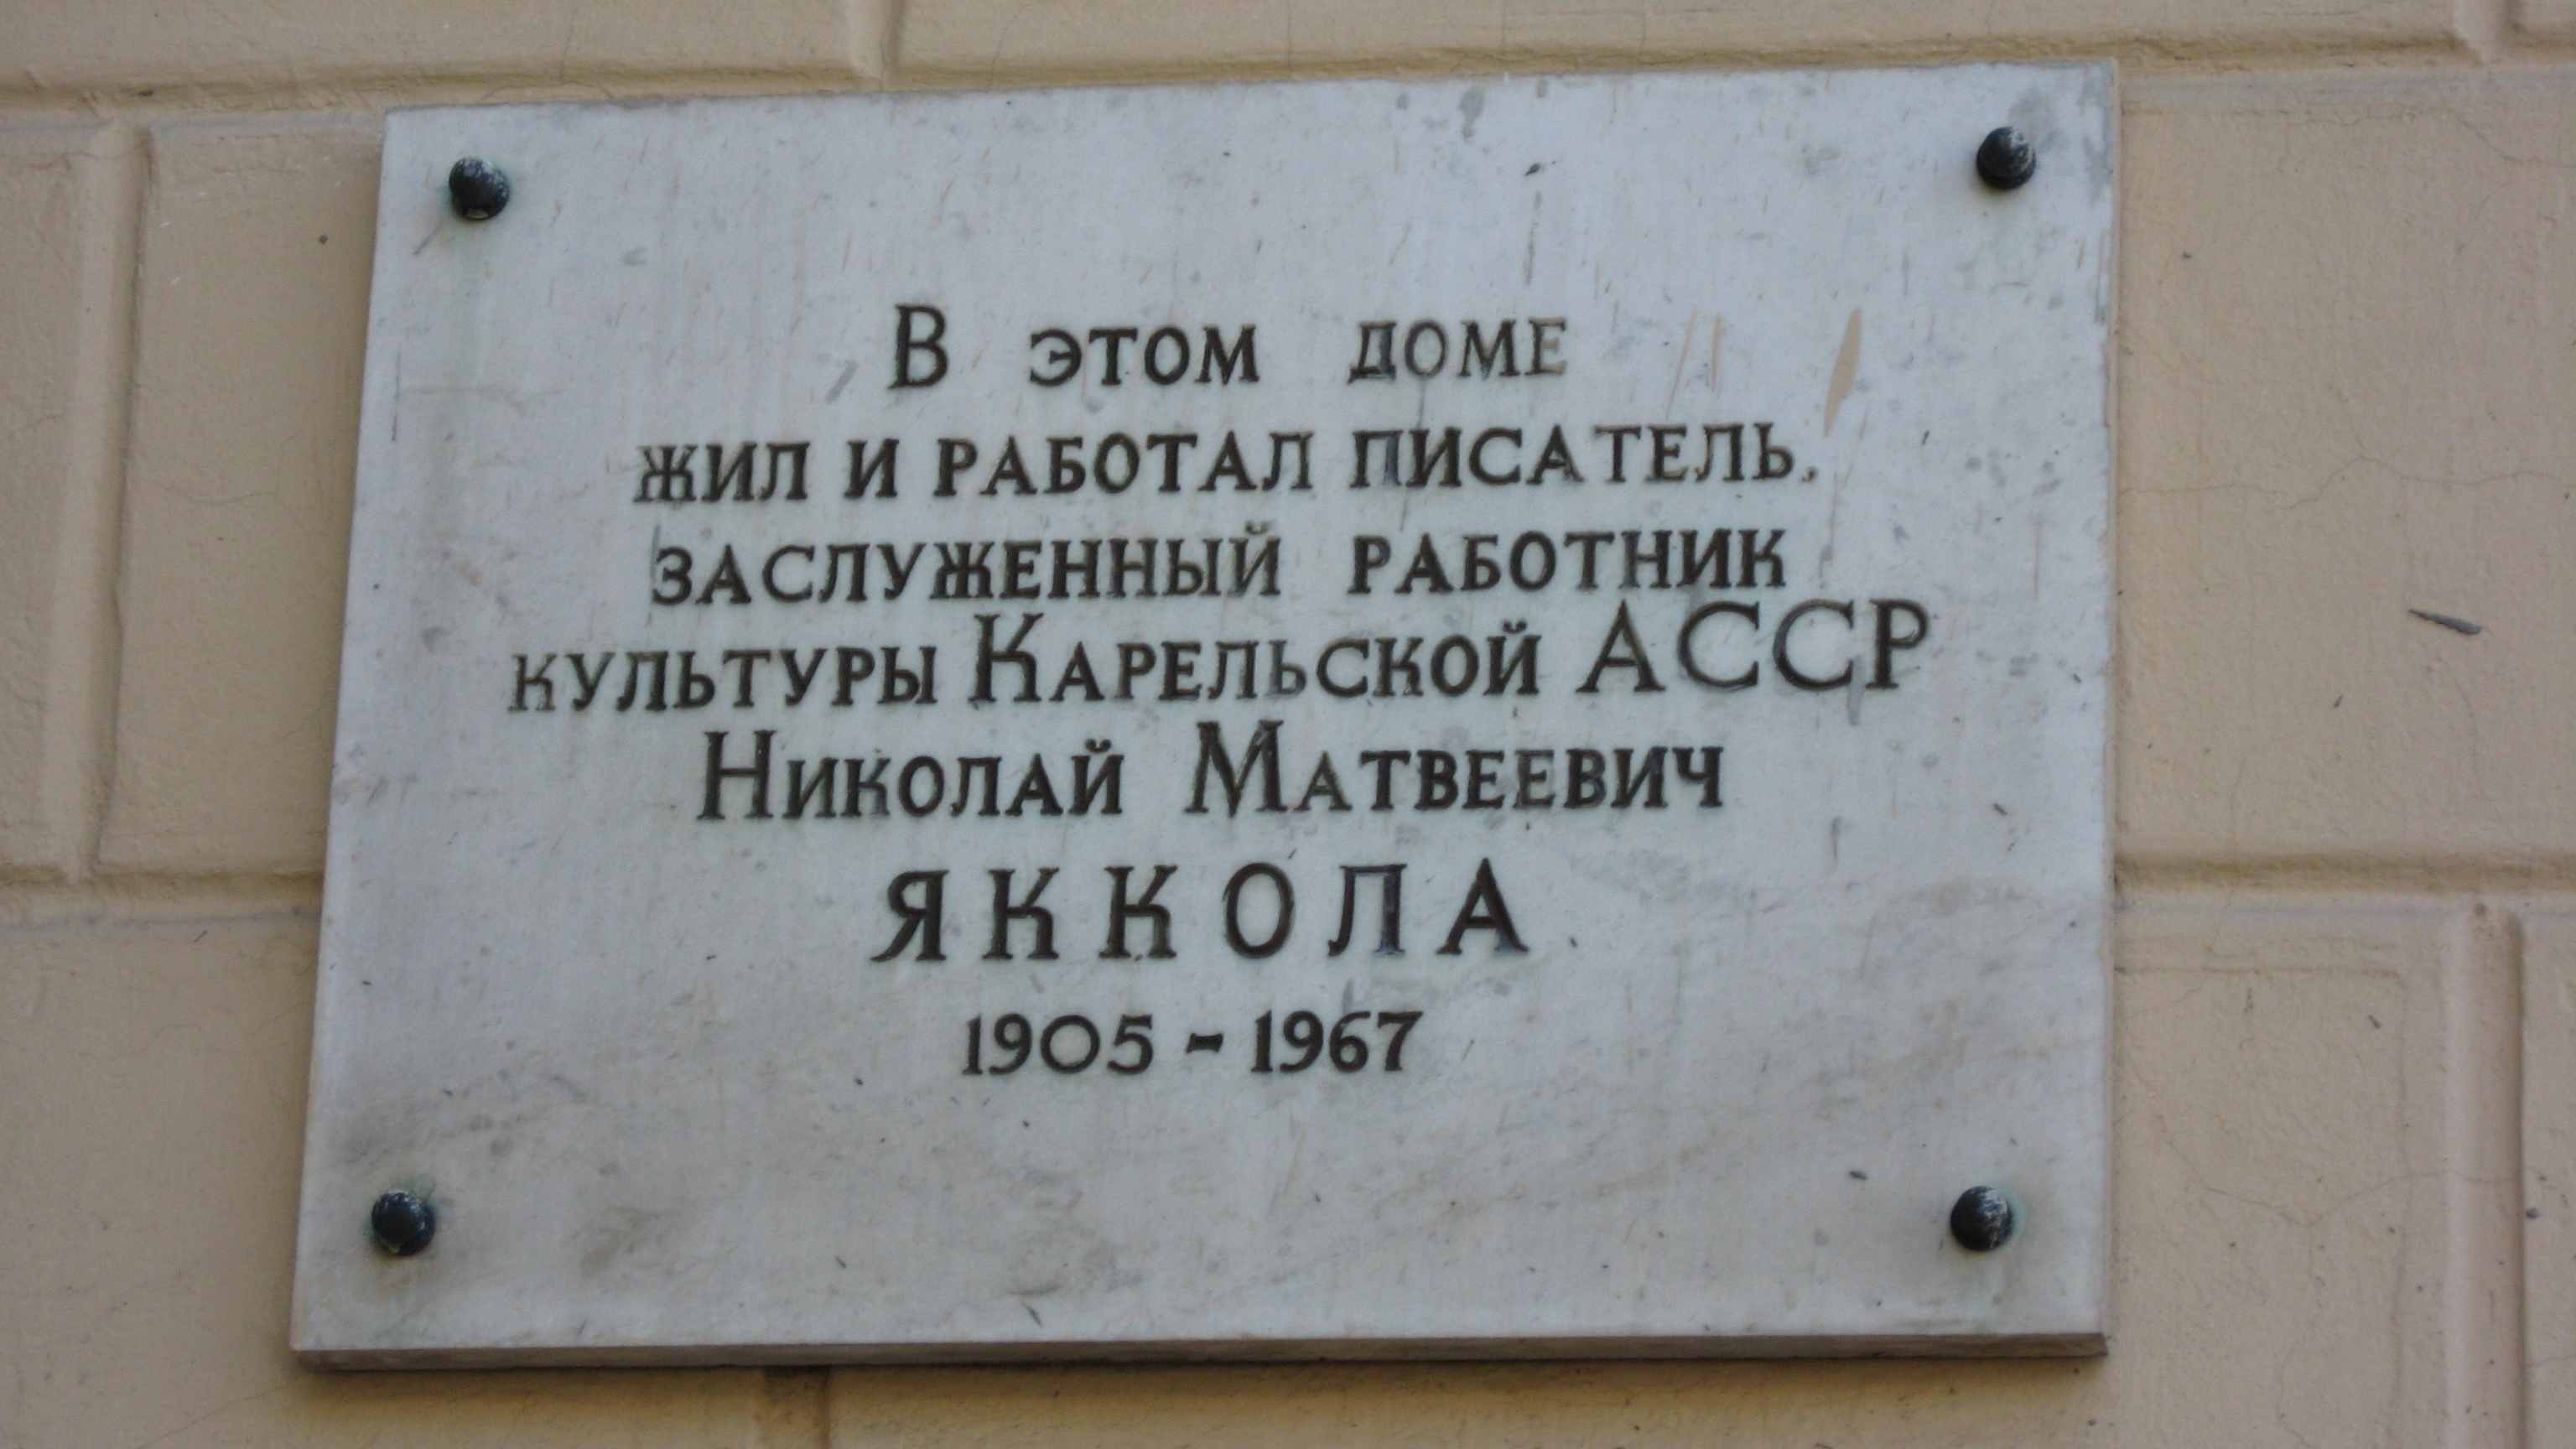 В этом доме
жил и работал писатель,
заслуженный работник
культуры Карельской АССР
Николай Матвеевич
ЯККОЛА
1905 - 1967